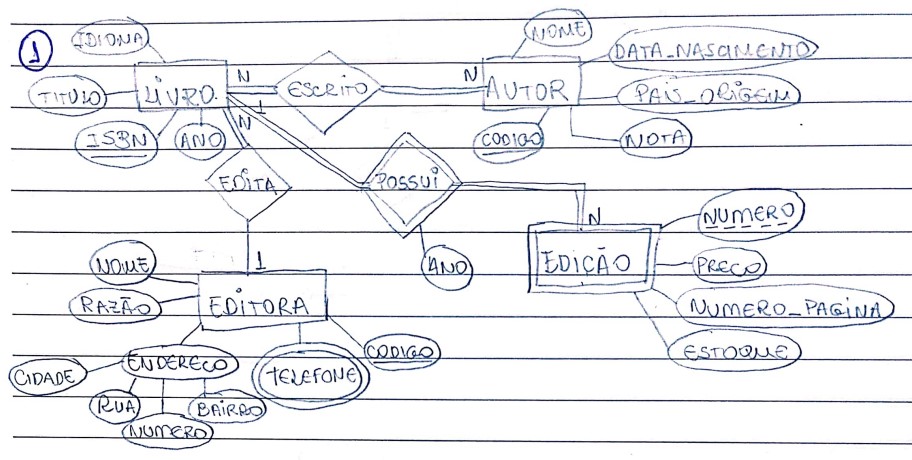 1
IDIOMA
NOME
DATA_NASCIMENTO
TITULO
LIVRO
N
ESCRITO
N
AUTOR
PAÍS_ORIGEM
1
N
ISBN
ANO
CODIGO
NOTA
EDITA
POSSUI
N
NUMERO
NOME
1
ANO
EDIÇÃO
PRECO
RAZÃO
EDITORA
NUMERO_PAGINA
ENDERECO
CODIGO
ESTOQUE
CIDADE
TELEFONE
RUA
BAIRRO
NUMERO